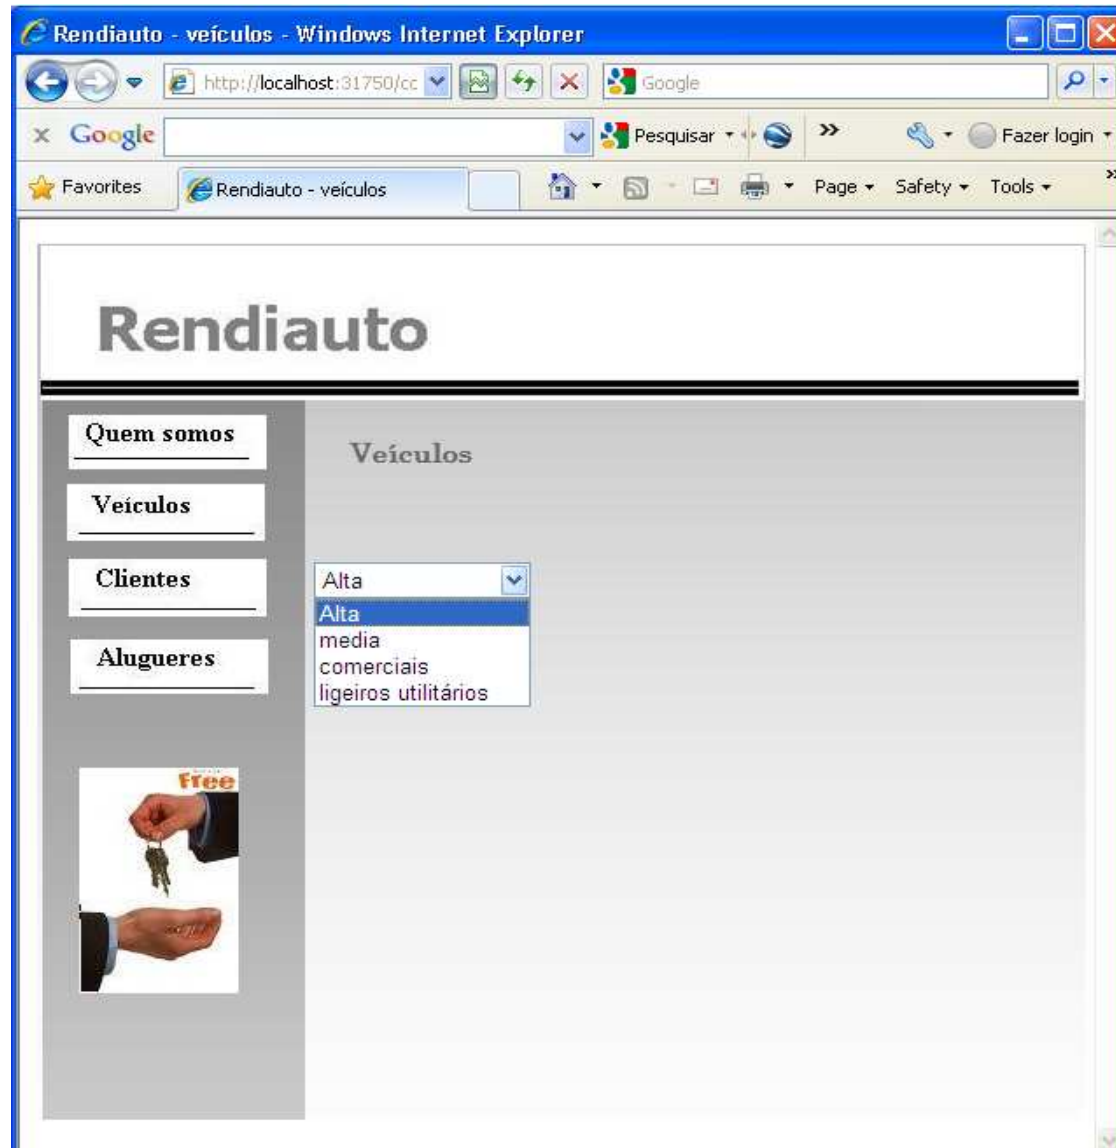 Rendiauto - veículos - Windows Internet Explorer
http://localhost:31750/cc
Google
Google
Pesquisar
»
Fazer login
Favorites
Rendiauto - veículos
Page
Safety
Tools
»
Rendiauto
Quem somos
Veículos
Clientes
Alugueres
Free
Veículos
Alta
Alta
media
comerciais
ligeiros utilitários